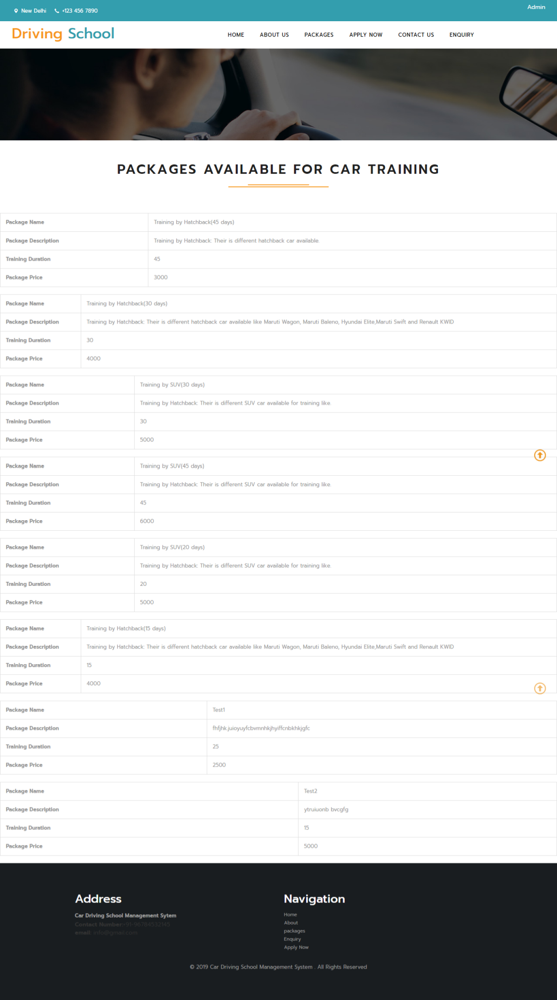 New Delhi +123 456 7890 Admin
Driving School HOME ABOUT US PACKAGES APPLY NOW CONTACT US ENQUIRY
PACKAGES AVAILABLE FOR CAR TRAINING
Package Name Training by Hatchback(45 days)
Package Description Training by Hatchback: Their is different hatchback car available.
Training Duration 45
Package Price 3000
Package Name Training by Hatchback(30 days)
Package Description Training by Hatchback: Their is different hatchback car available like Maruti Wagon, Maruti Baleno, Hyundai Elite,Maruti Swift and Renault KWID
Training Duration 30
Package Price 4000
Package Name Training by SUV(30 days)
Package Description Training by Hatchback: Their is different SUV car available for training like.
Training Duration 30
Package Price 5000
Package Name Training by SUV(45 days)
Package Description Training by Hatchback: Their is different SUV car available for training like.
Training Duration 45
Package Price 6000
Package Name Training by SUV(20 days)
Package Description Training by Hatchback: Their is different SUV car available for training like.
Training Duration 20
Package Price 5000
Package Name Training by Hatchback(15 days)
Package Description Training by Hatchback: Their is different hatchback car available like Maruti Wagon, Maruti Baleno, Hyundai Elite,Maruti Swift and Renault KWID
Training Duration 15
Package Price 4000
Package Name Test1
Package Description fhfjhk.juioyuyfcbvmnhkjhyiffcnbkhkjgfc
Training Duration 25
Package Price 2500
Package Name Test2
Package Description ytruiuonb bvcgfg
Training Duration 15
Package Price 5000
Address
Car Driving School Management Sytem
Contact Number:+91-96784532145
email: info@gmail.com
Navigation
Home
About
packages
Enquiry
Apply Now
© 2019 Car Driving School Management System . All Rights Reserved